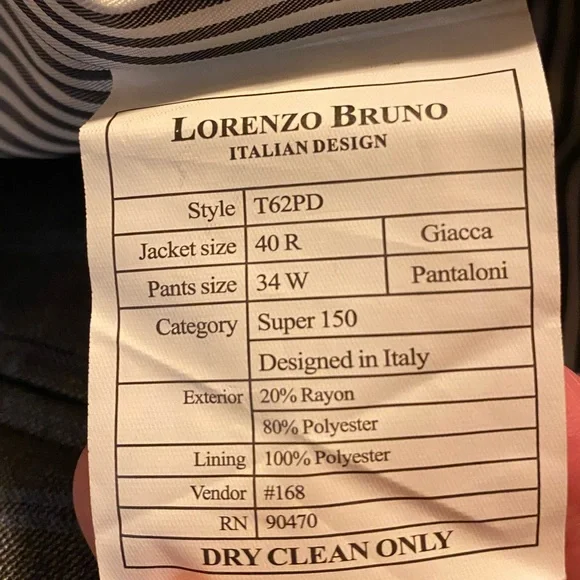 LORENZO BRUNO
ITALIAN DESIGN
Style T62PD
Jacket size 40 R Giacca
Pants size 34 W Pantaloni
Category Super 150
Designed in Italy
Exterior 20% Rayon
80% Polyester
Lining 100% Polyester
Vendor #168
RN 90470
DRY CLEAN ONLY